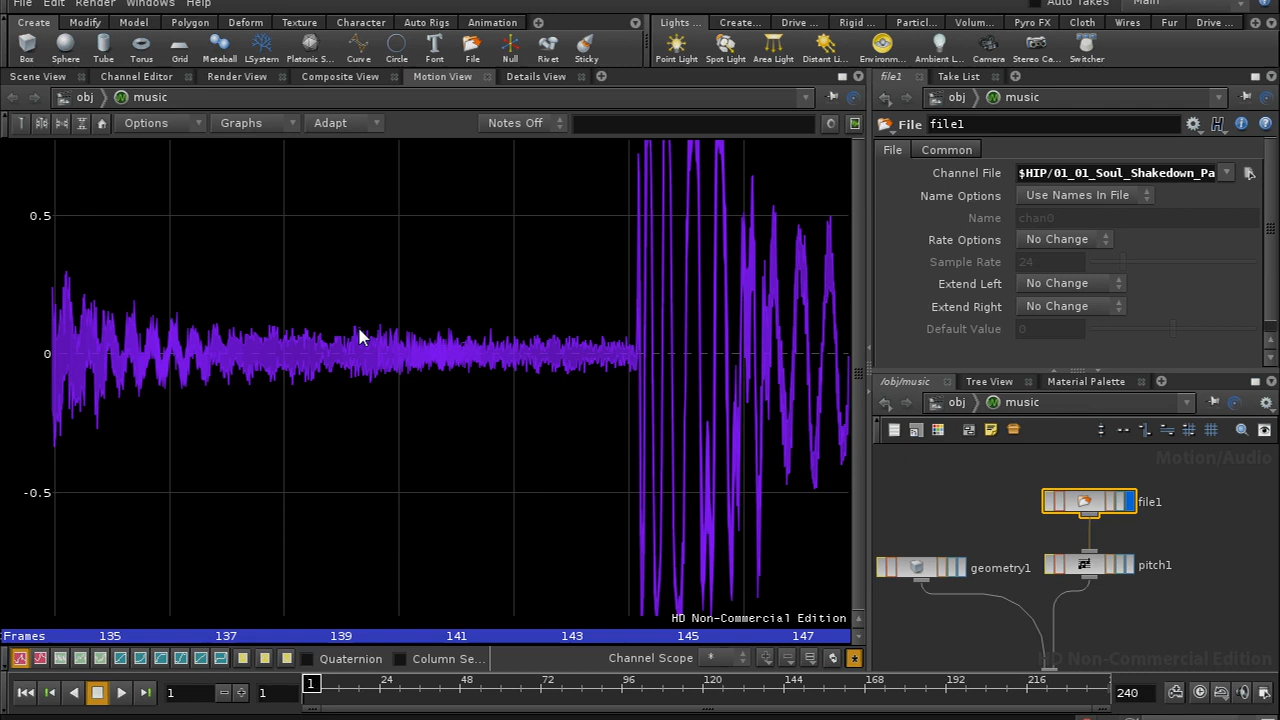 File Edit Render Windows Help Auto Takes Main
Create Modify Model Polygon Deform Texture Character Auto Rigs Animation Lights... Create... Drive ... Rigid ... Particl... Volum... Pyro FX Cloth Wires Fur Drive ...
Box Sphere Tube Torus Grid Metaball LSystem Platonic S... Curve Circle Font File Null Rivet Sticky Point Light Spot Light Area Light Distant Li... Environm... Ambient L... Camera Stereo Ca... Switcher
Scene View Channel Editor Render View Composite View Motion View Details View file1 Take List
obj music obj music
Options Graphs Adapt Notes Off File file1
File Common
Channel File $HIP/01_01_Soul_Shakedown_Pa
Name Options Use Names In File
0.5 Name chan0
Rate Options No Change
Sample Rate 24
Extend Left No Change
Extend Right No Change
Default Value 0
0
/obj/music Tree View Material Palette
obj music
Motion/Audio
-0.5
file1
geometry1 pitch1
HD Non-Commercial Edition
Frames 135 137 139 141 143 145 147
Quaternion Column Se... Channel Scope *
HD Non-Commercial Edition
1 1 1 24 48 72 96 120 144 168 192 216 240